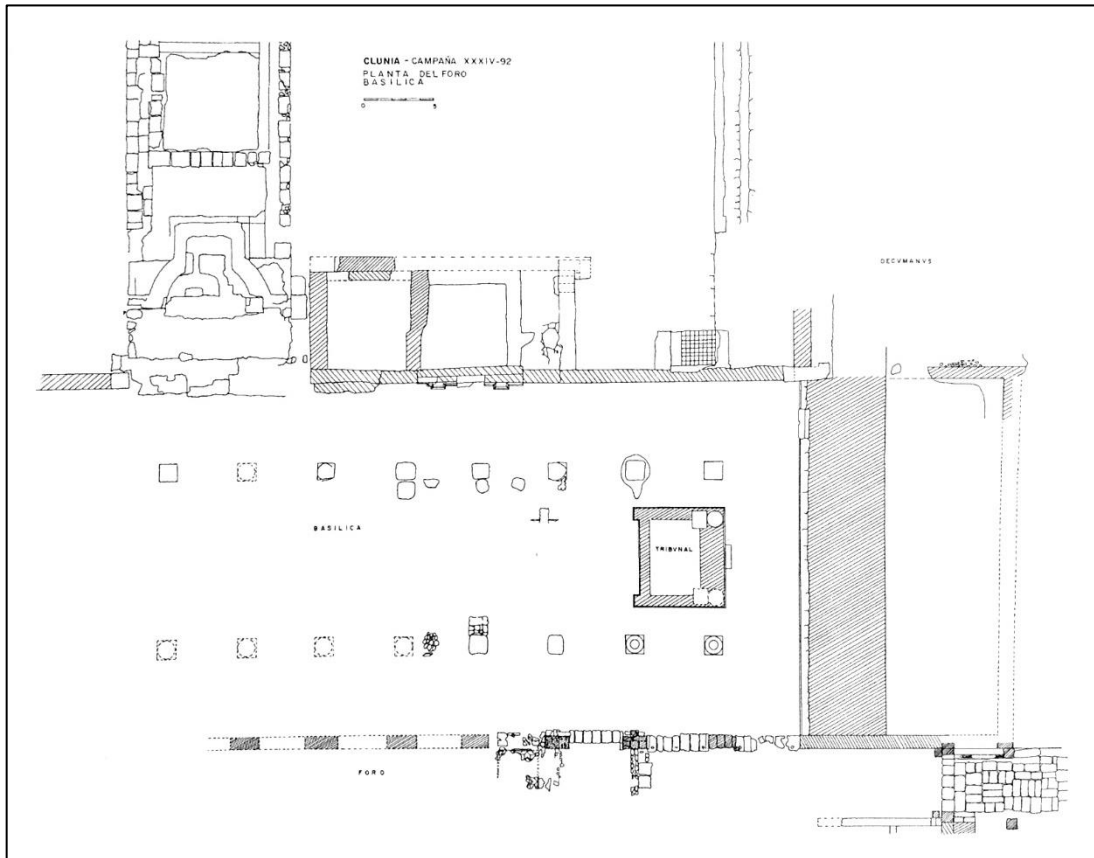 CLUNIA - CAMPAÑA XXXIV-92
PLANTA DEL FORO
BASILICA
0 5
DECVMANVS
BASILICA
TRIBVNAL
FORO